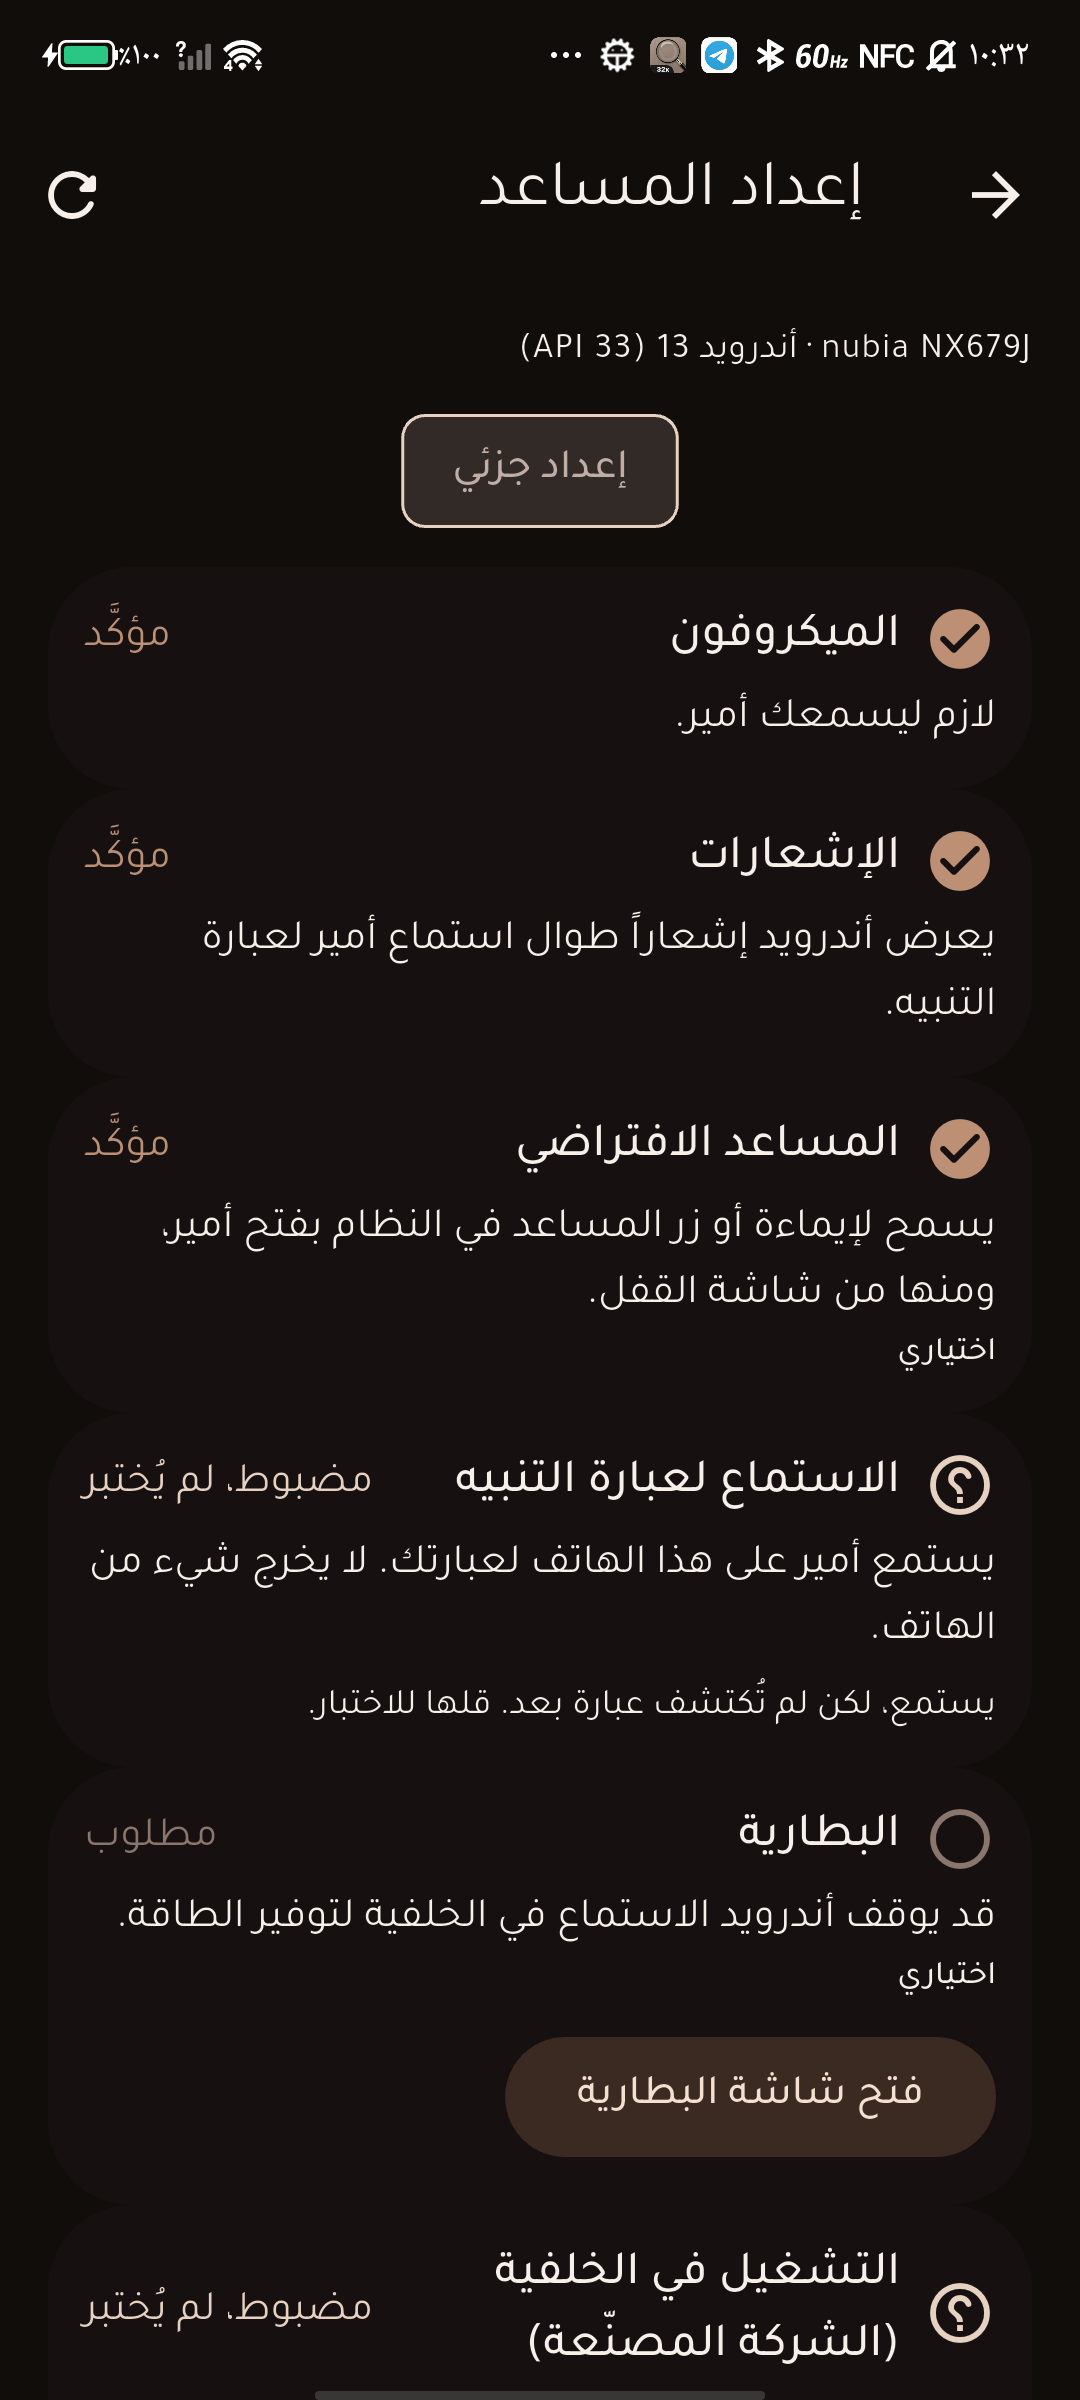 ١٠:٣٢ NFC 60Hz 32x ... ? 4 ٪١٠٠
إعداد المساعد
nubia NX679J · أندرويد 13 (API 33)
إعداد جزئي
الميكروفون
مؤكَّد
لازم ليسمعك أمير.
الإشعارات
مؤكَّد
يعرض أندرويد إشعاراً طوال استماع أمير لعبارة
التنبيه.
المساعد الافتراضي
مؤكَّد
يسمح لإيماءة أو زر المساعد في النظام بفتح أمير،
ومنها من شاشة القفل.
اختياري
الاستماع لعبارة التنبيه
مضبوط، لم يُختبر
يستمع أمير على هذا الهاتف لعبارتك. لا يخرج شيء من
الهاتف.
يستمع، لكن لم تُكتشف عبارة بعد. قلها للاختبار.
البطارية
مطلوب
قد يوقف أندرويد الاستماع في الخلفية لتوفير الطاقة.
اختياري
فتح شاشة البطارية
التشغيل في الخلفية
(الشركة المصنّعة)
مضبوط، لم يُختبر